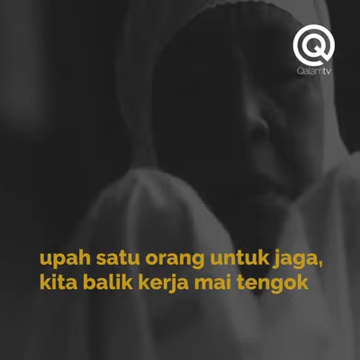 Qalamtv
upah satu orang untuk jaga,
kita balik kerja mai tengok